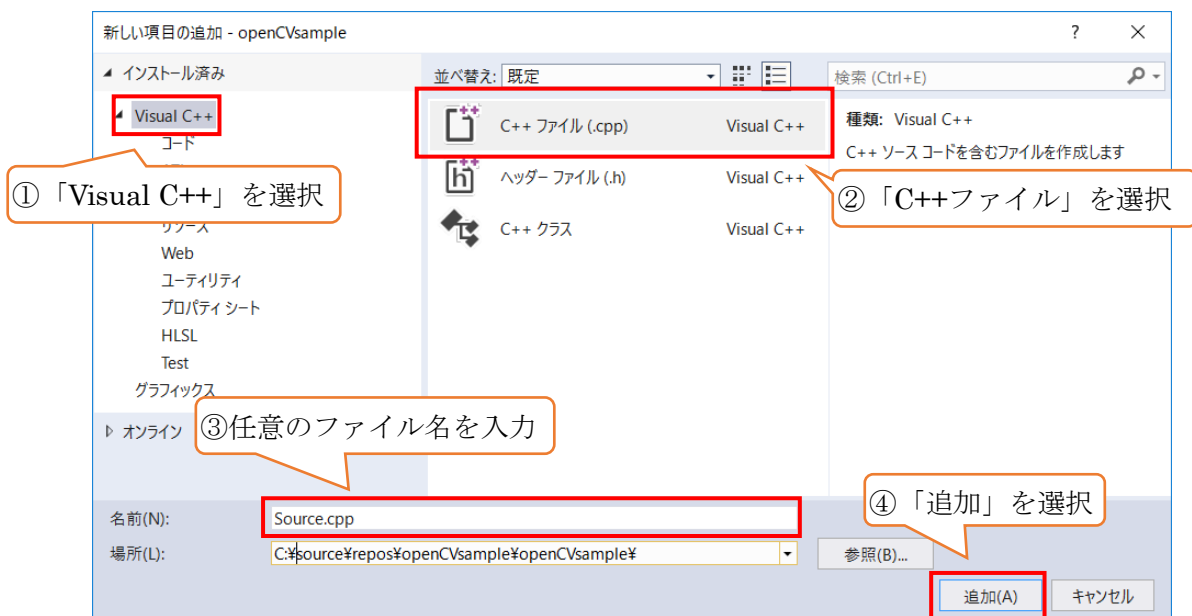 新しい項目の追加 - openCVsample
?
インストール済み
並べ替え: 既定
検索 (Ctrl+E)
Visual C++
コード
①「Visual C++」を選択
リソース
Web
ユーティリティ
プロパティ シート
HLSL
Test
グラフィックス
オンライン
C++ ファイル (.cpp) Visual C++
ヘッダー ファイル (.h) Visual C++
C++ クラス Visual C++
種類: Visual C++
C++ ソース コードを含むファイルを作成します
②「C++ファイル」を選択
③任意のファイル名を入力
名前(N): Source.cpp
場所(L): C:¥source¥repos¥openCVsample¥openCVsample¥
参照(B)...
④「追加」を選択
追加(A)
キャンセル